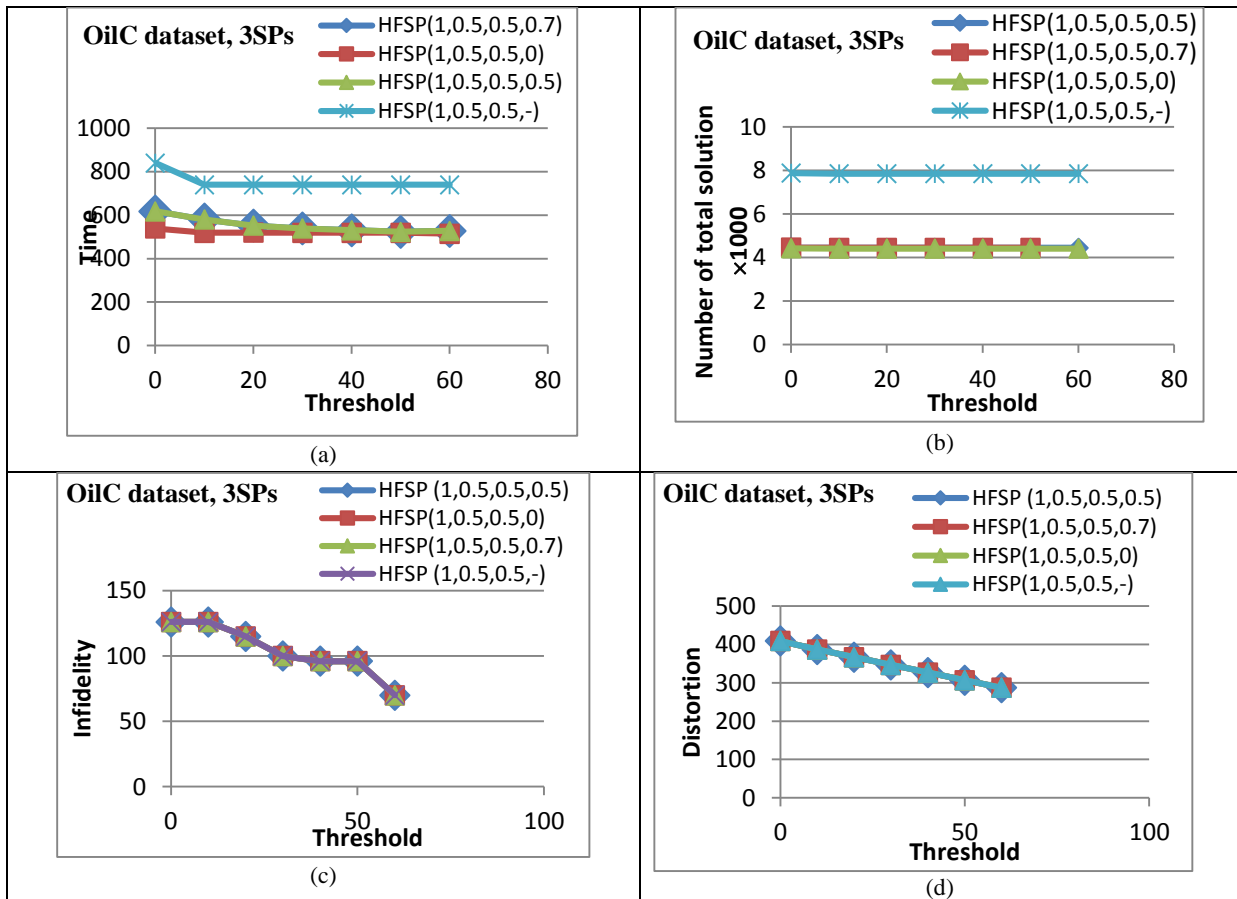 OilC dataset, 3SPs
HFSP(1,0.5,0.5,0.7)
HFSP(1,0.5,0.5,0)
HFSP(1,0.5,0.5,0.5)
HFSP(1,0.5,0.5,-)
Time
1000
800
600
400
200
0
0 20 40 60 80
Threshold
(a)
OilC dataset, 3SPs
HFSP(1,0.5,0.5,0.5)
HFSP(1,0.5,0.5,0.7)
HFSP(1,0.5,0.5,0)
HFSP(1,0.5,0.5,-)
Number of total solution
×1000
10
8
6
4
2
0
0 20 40 60 80
Threshold
(b)
OilC dataset, 3SPs
HFSP (1,0.5,0.5,0.5)
HFSP(1,0.5,0.5,0)
HFSP(1,0.5,0.5,0.7)
HFSP (1,0.5,0.5,-)
Infidelity
150
100
50
0
0 50 100
Threshold
(c)
OilC dataset, 3SPs
HFSP (1,0.5,0.5,0.5)
HFSP(1,0.5,0.5,0.7)
HFSP(1,0.5,0.5,0)
HFSP(1,0.5,0.5,-)
Distortion
500
400
300
200
100
0
0 50 100
Threshold
(d)